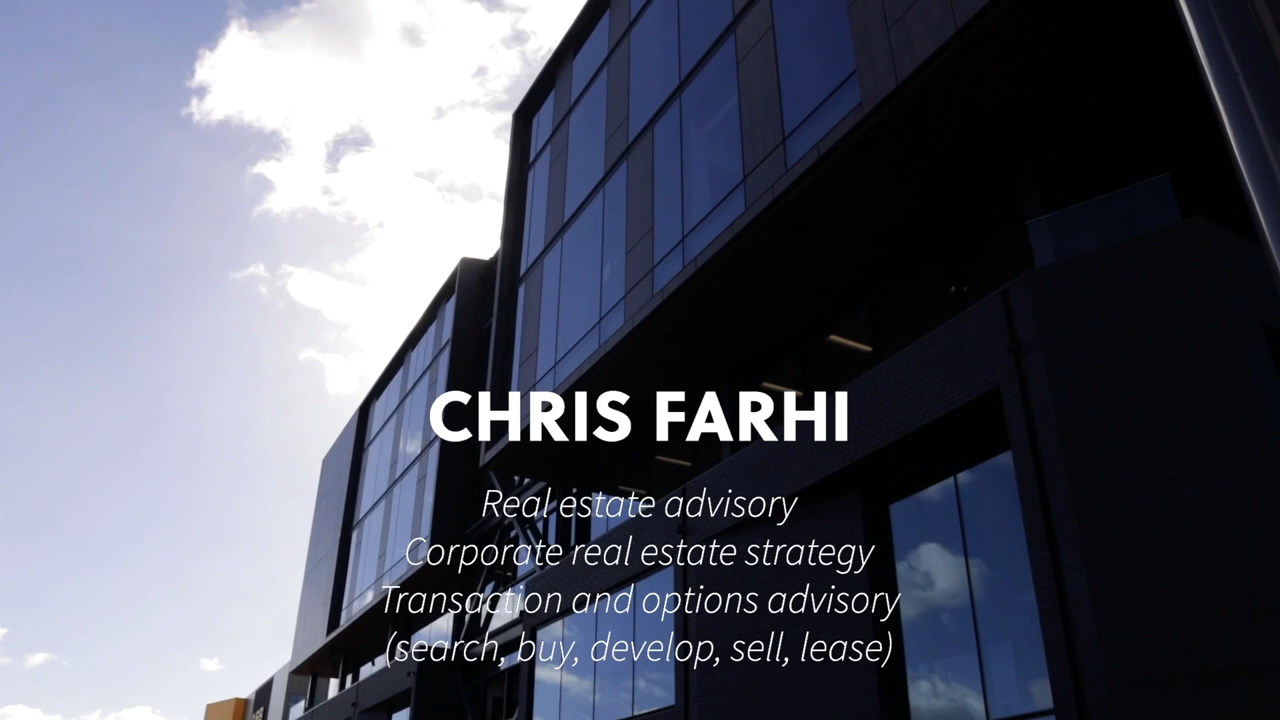 CHRIS FARHI
Real estate advisory
Corporate real estate strategy
Transaction and options advisory
(search, buy, develop, sell, lease)